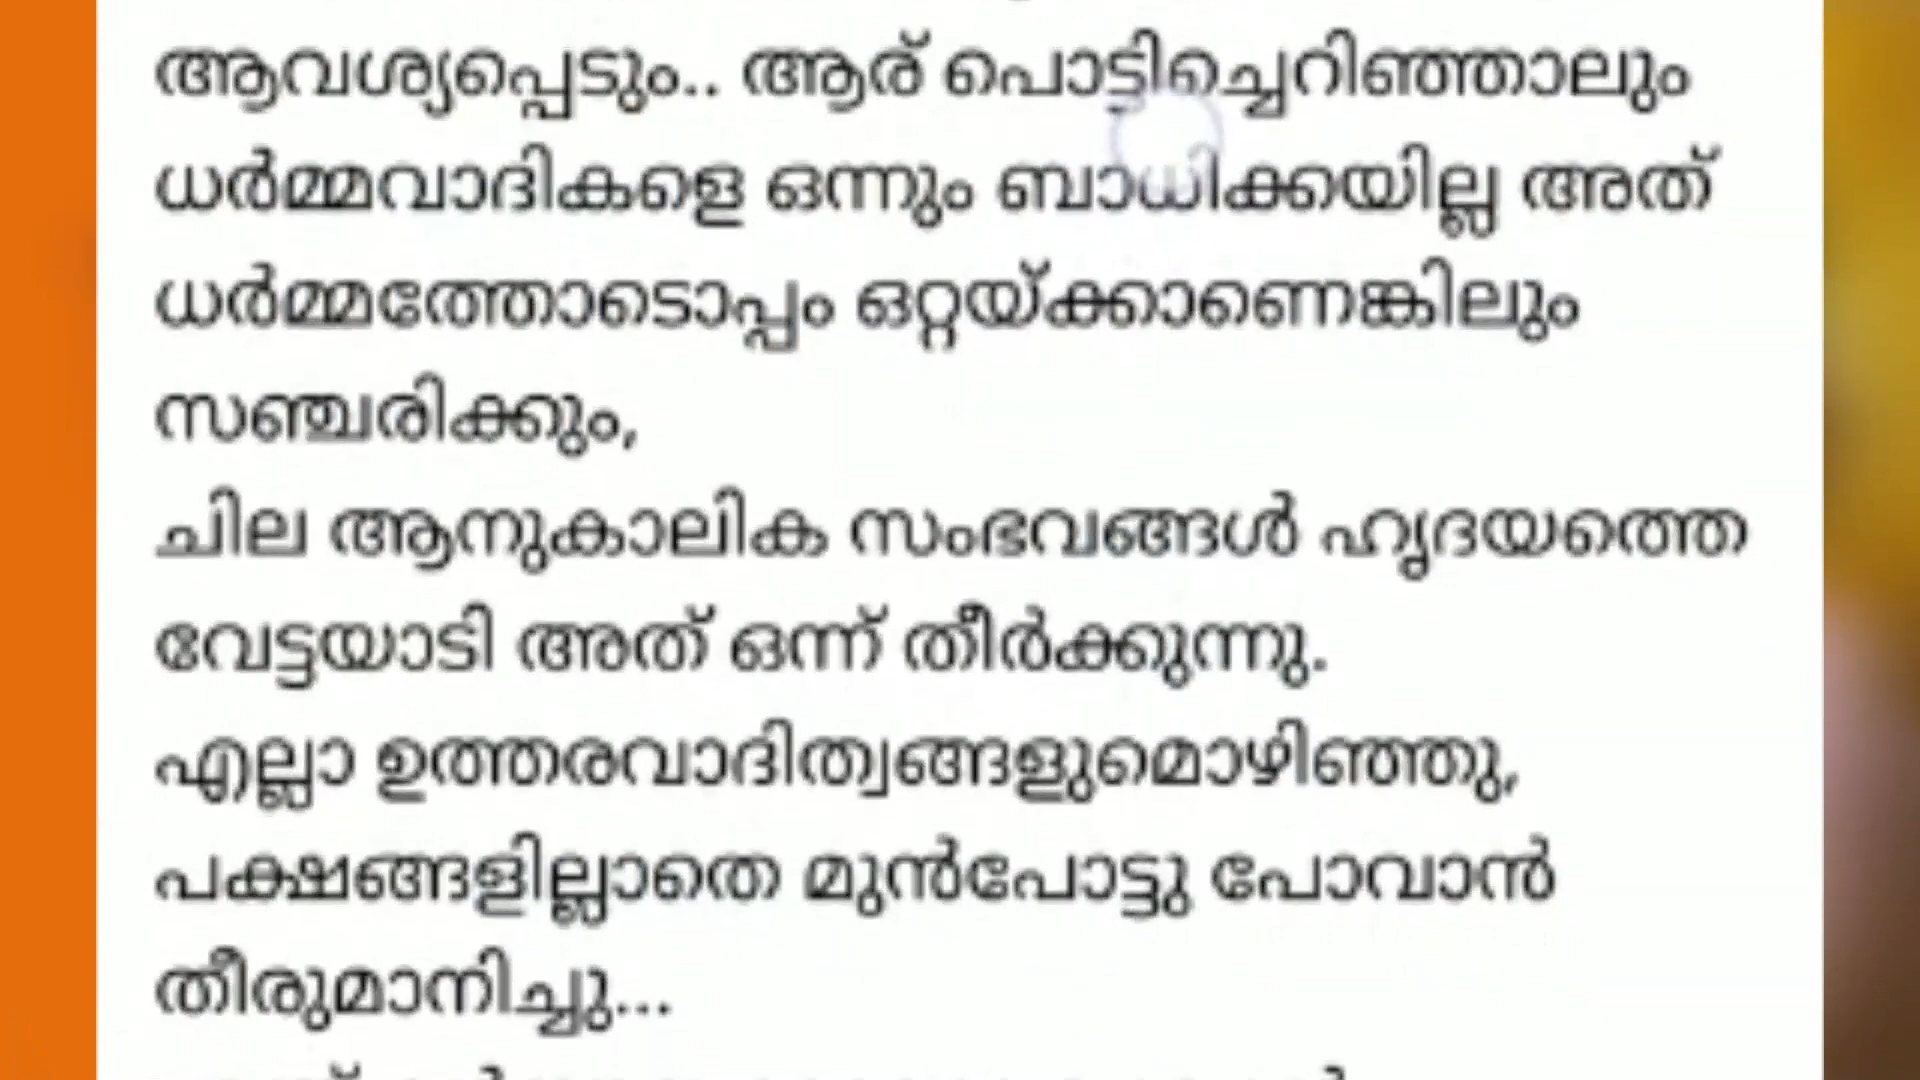 ആവശ്യപ്പെടും.. ആര് പൊട്ടിച്ചെറിഞ്ഞാലും
ധർമ്മവാദികളെ ഒന്നും ബാധിക്കയില്ല അത്
ധർമ്മത്തോടൊപ്പം ഒറ്റയ്ക്കാണെങ്കിലും
സഞ്ചരിക്കും,
ചില ആനുകാലിക സംഭവങ്ങൾ ഹൃദയത്തെ
വേട്ടയാടി അത് ഒന്ന് തീർക്കുന്നു.
എല്ലാ ഉത്തരവാദിത്വങ്ങളുമൊഴിഞ്ഞു,
പക്ഷങ്ങളില്ലാതെ മുൻപോട്ടു പോവാൻ
തീരുമാനിച്ചു...